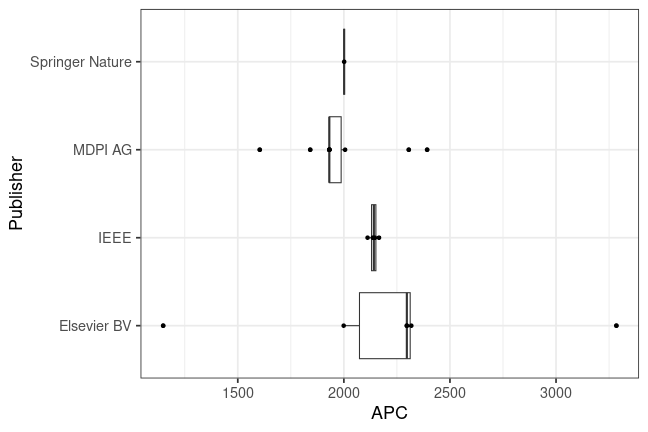 Publisher
Springer Nature
MDPI AG
IEEE
Elsevier BV
1500 2000 2500 3000
APC